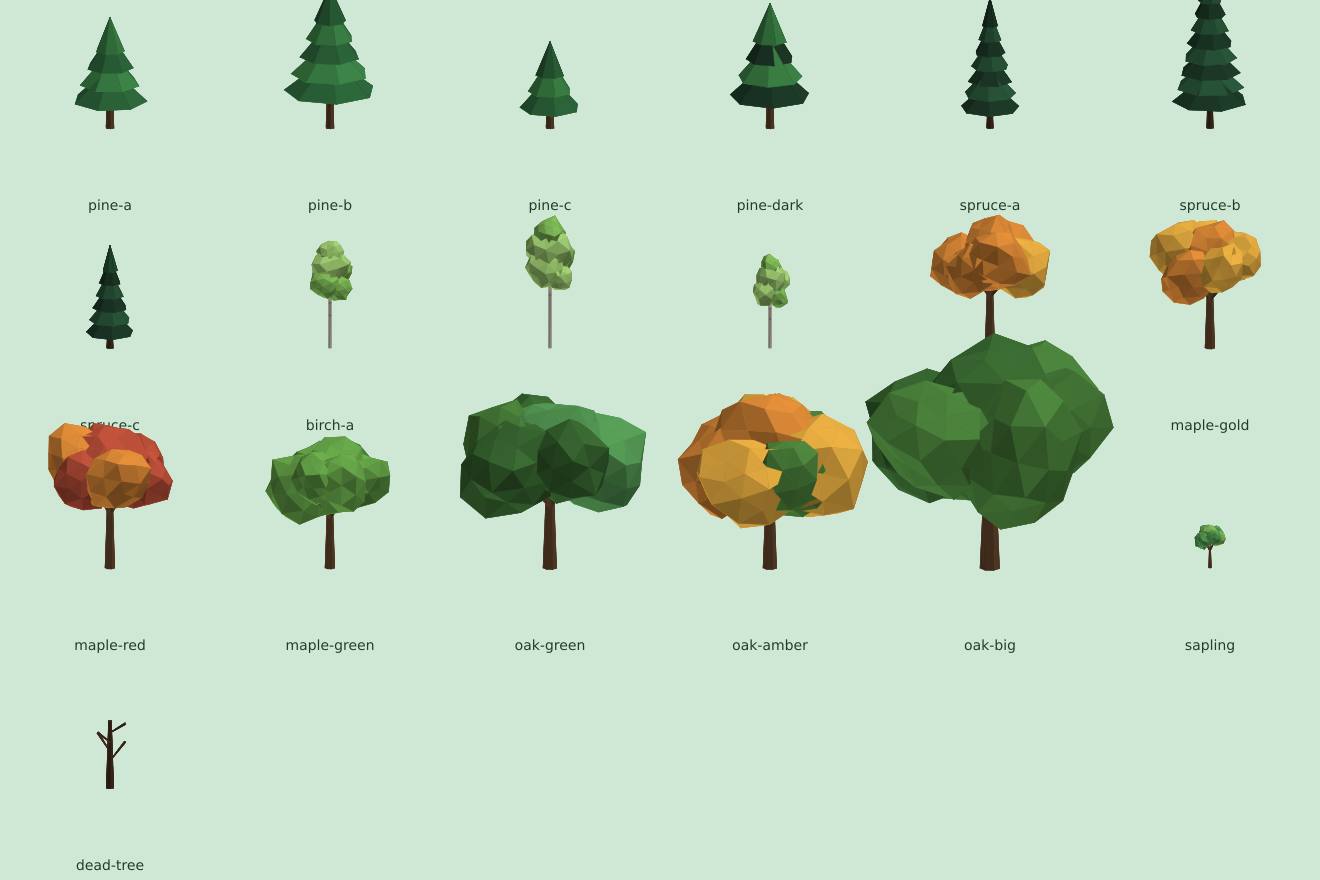 pine-a
pine-b
pine-c
pine-dark
spruce-a
spruce-b
spruce-c
birch-a
maple-gold
maple-red
maple-green
oak-green
oak-amber
oak-big
sapling
dead-tree